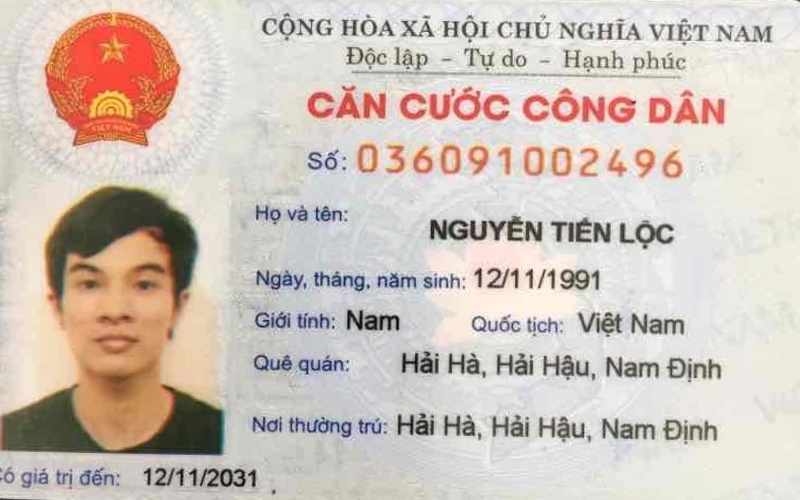 CỘNG HÒA XÃ HỘI CHỦ NGHĨA VIỆT NAM
Độc lập - Tự do - Hạnh phúc
CĂN CƯỚC CÔNG DÂN
Số: 036091002496
Họ và tên:
NGUYỄN TIẾN LỘC
Ngày, tháng, năm sinh: 12/11/1991
Giới tính: Nam Quốc tịch: Việt Nam
Quê quán: Hải Hà, Hải Hậu, Nam Định
Nơi thường trú: Hải Hà, Hải Hậu, Nam Định
Có giá trị đến: 12/11/2031
VIỆT NAM